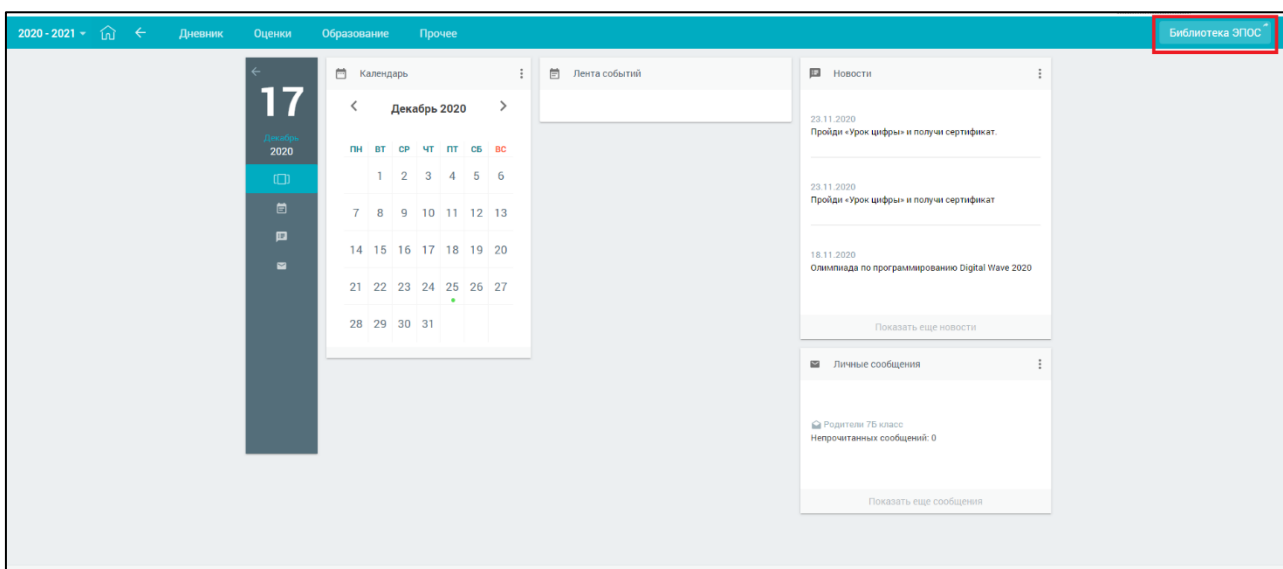 2020 - 2021
Дневник
Оценки
Образование
Прочее
Библиотека ЭПОС
17
Декабрь
2020
Календарь
Декабрь 2020
ПН ВТ СР ЧТ ПТ СБ ВС
1 2 3 4 5 6
7 8 9 10 11 12 13
14 15 16 17 18 19 20
21 22 23 24 25 26 27
28 29 30 31
Лента событий
Новости
23.11.2020
Пройди «Урок цифры» и получи сертификат.
23.11.2020
Пройди «Урок цифры» и получи сертификат
18.11.2020
Олимпиада по программированию Digital Wave 2020
Показать еще новости
Личные сообщения
Родители 7Б класс
Непрочитанных сообщений: 0
Показать еще сообщения